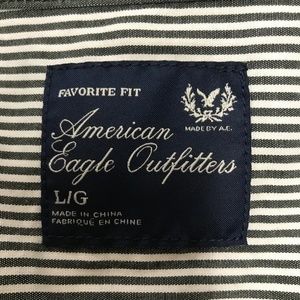 FAVORITE FIT
MADE BY A.E.
American
Eagle Outfitters
L/G
MADE IN CHINA
FABRIQUÉ EN CHINE